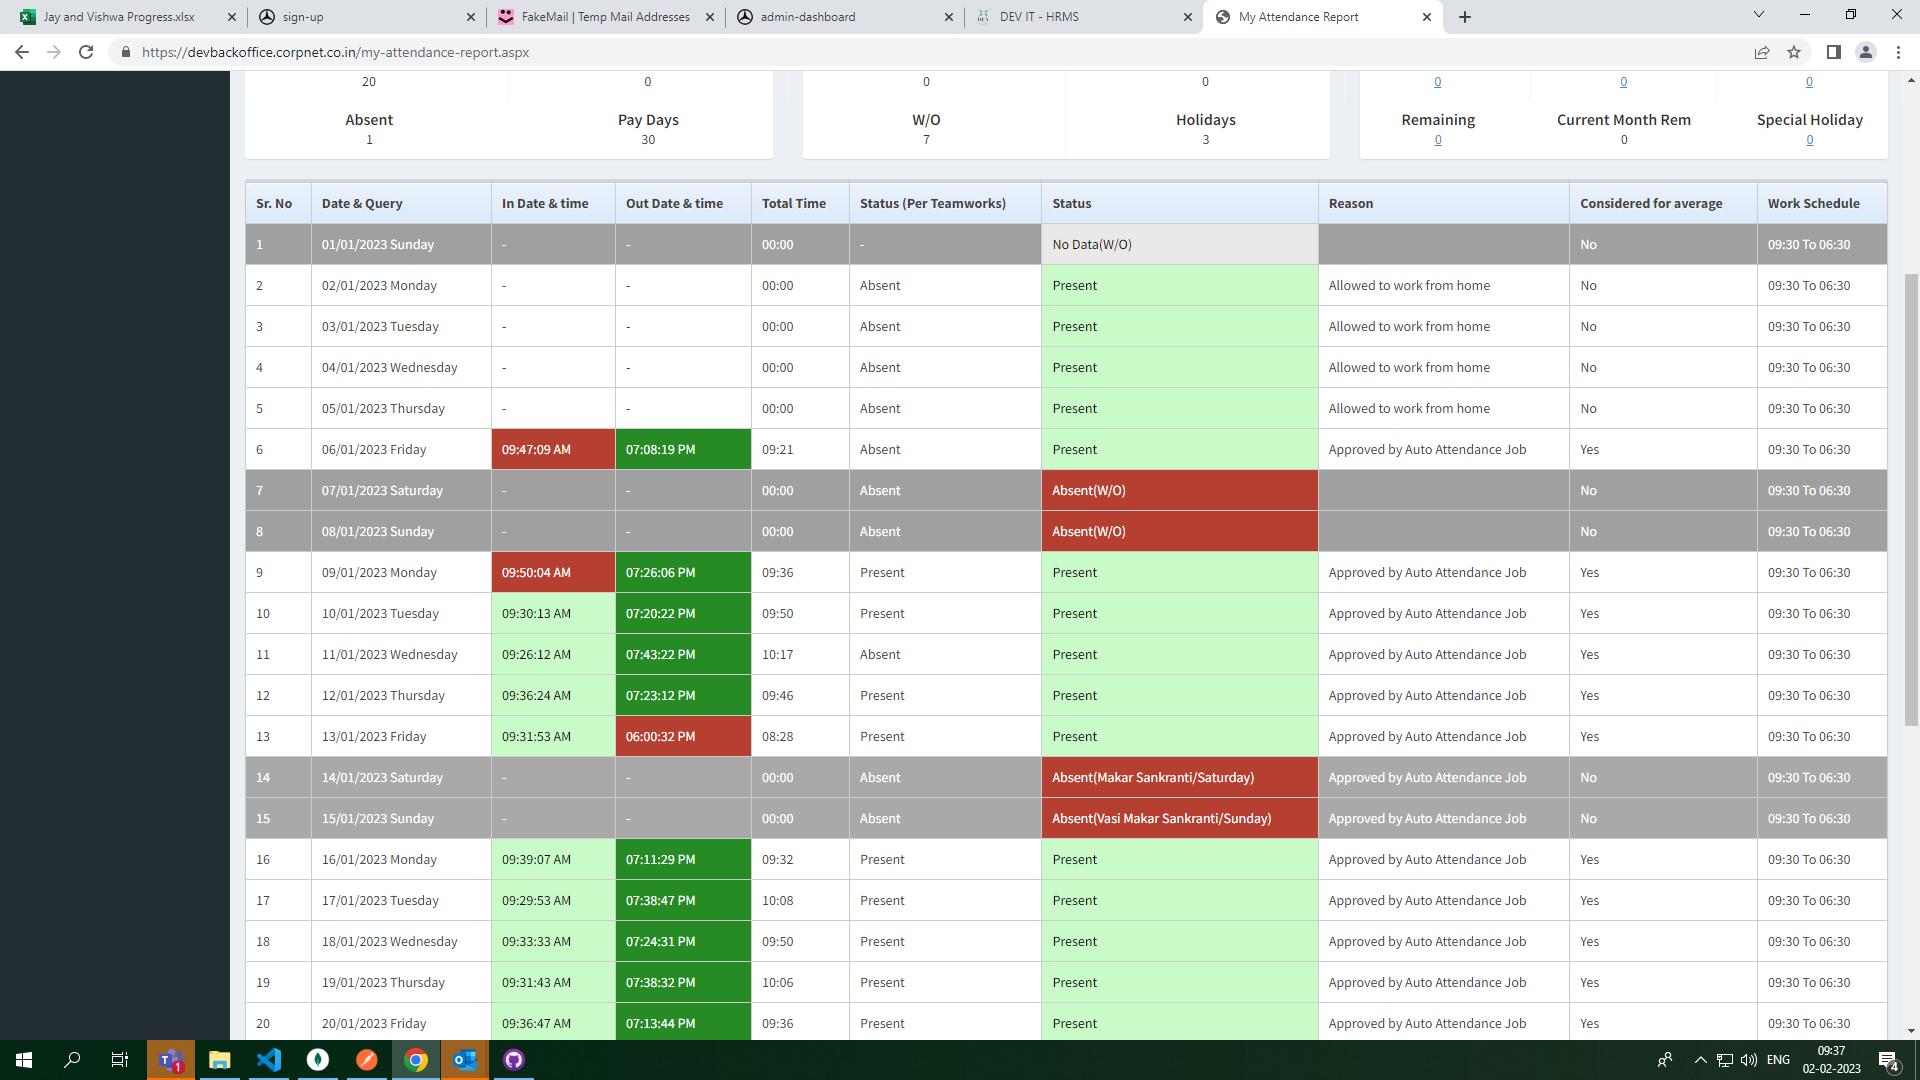 Jay and Vishwa Progress.xlsx
sign-up
FakeMail | Temp Mail Addresses
admin-dashboard
DEV IT - HRMS
My Attendance Report
https://devbackoffice.corpnet.co.in/my-attendance-report.aspx
20 0 0 0 0 0 0
Absent Pay Days W/O Holidays Remaining Current Month Rem Special Holiday
1 30 7 3 0 0 0
Sr. No Date & Query In Date & time Out Date & time Total Time Status (Per Teamworks) Status Reason Considered for average Work Schedule
1 01/01/2023 Sunday - - 00:00 - No Data(W/O) No 09:30 To 06:30
2 02/01/2023 Monday - - 00:00 Absent Present Allowed to work from home No 09:30 To 06:30
3 03/01/2023 Tuesday - - 00:00 Absent Present Allowed to work from home No 09:30 To 06:30
4 04/01/2023 Wednesday - - 00:00 Absent Present Allowed to work from home No 09:30 To 06:30
5 05/01/2023 Thursday - - 00:00 Absent Present Allowed to work from home No 09:30 To 06:30
6 06/01/2023 Friday 09:47:09 AM 07:08:19 PM 09:21 Absent Present Approved by Auto Attendance Job Yes 09:30 To 06:30
7 07/01/2023 Saturday - - 00:00 Absent Absent(W/O) No 09:30 To 06:30
8 08/01/2023 Sunday - - 00:00 Absent Absent(W/O) No 09:30 To 06:30
9 09/01/2023 Monday 09:50:04 AM 07:26:06 PM 09:36 Present Present Approved by Auto Attendance Job Yes 09:30 To 06:30
10 10/01/2023 Tuesday 09:30:13 AM 07:20:22 PM 09:50 Present Present Approved by Auto Attendance Job Yes 09:30 To 06:30
11 11/01/2023 Wednesday 09:26:12 AM 07:43:22 PM 10:17 Absent Present Approved by Auto Attendance Job Yes 09:30 To 06:30
12 12/01/2023 Thursday 09:36:24 AM 07:23:12 PM 09:46 Present Present Approved by Auto Attendance Job Yes 09:30 To 06:30
13 13/01/2023 Friday 09:31:53 AM 06:00:32 PM 08:28 Present Present Approved by Auto Attendance Job Yes 09:30 To 06:30
14 14/01/2023 Saturday - - 00:00 Absent Absent(Makar Sankranti/Saturday) Approved by Auto Attendance Job No 09:30 To 06:30
15 15/01/2023 Sunday - - 00:00 Absent Absent(Vasi Makar Sankranti/Sunday) Approved by Auto Attendance Job No 09:30 To 06:30
16 16/01/2023 Monday 09:39:07 AM 07:11:29 PM 09:32 Present Present Approved by Auto Attendance Job Yes 09:30 To 06:30
17 17/01/2023 Tuesday 09:29:53 AM 07:38:47 PM 10:08 Present Present Approved by Auto Attendance Job Yes 09:30 To 06:30
18 18/01/2023 Wednesday 09:33:33 AM 07:24:31 PM 09:50 Present Present Approved by Auto Attendance Job Yes 09:30 To 06:30
19 19/01/2023 Thursday 09:31:43 AM 07:38:32 PM 10:06 Present Present Approved by Auto Attendance Job Yes 09:30 To 06:30
20 20/01/2023 Friday 09:36:47 AM 07:13:44 PM 09:36 Present Present Approved by Auto Attendance Job Yes 09:30 To 06:30
1
ENG
09:37
02-02-2023
4